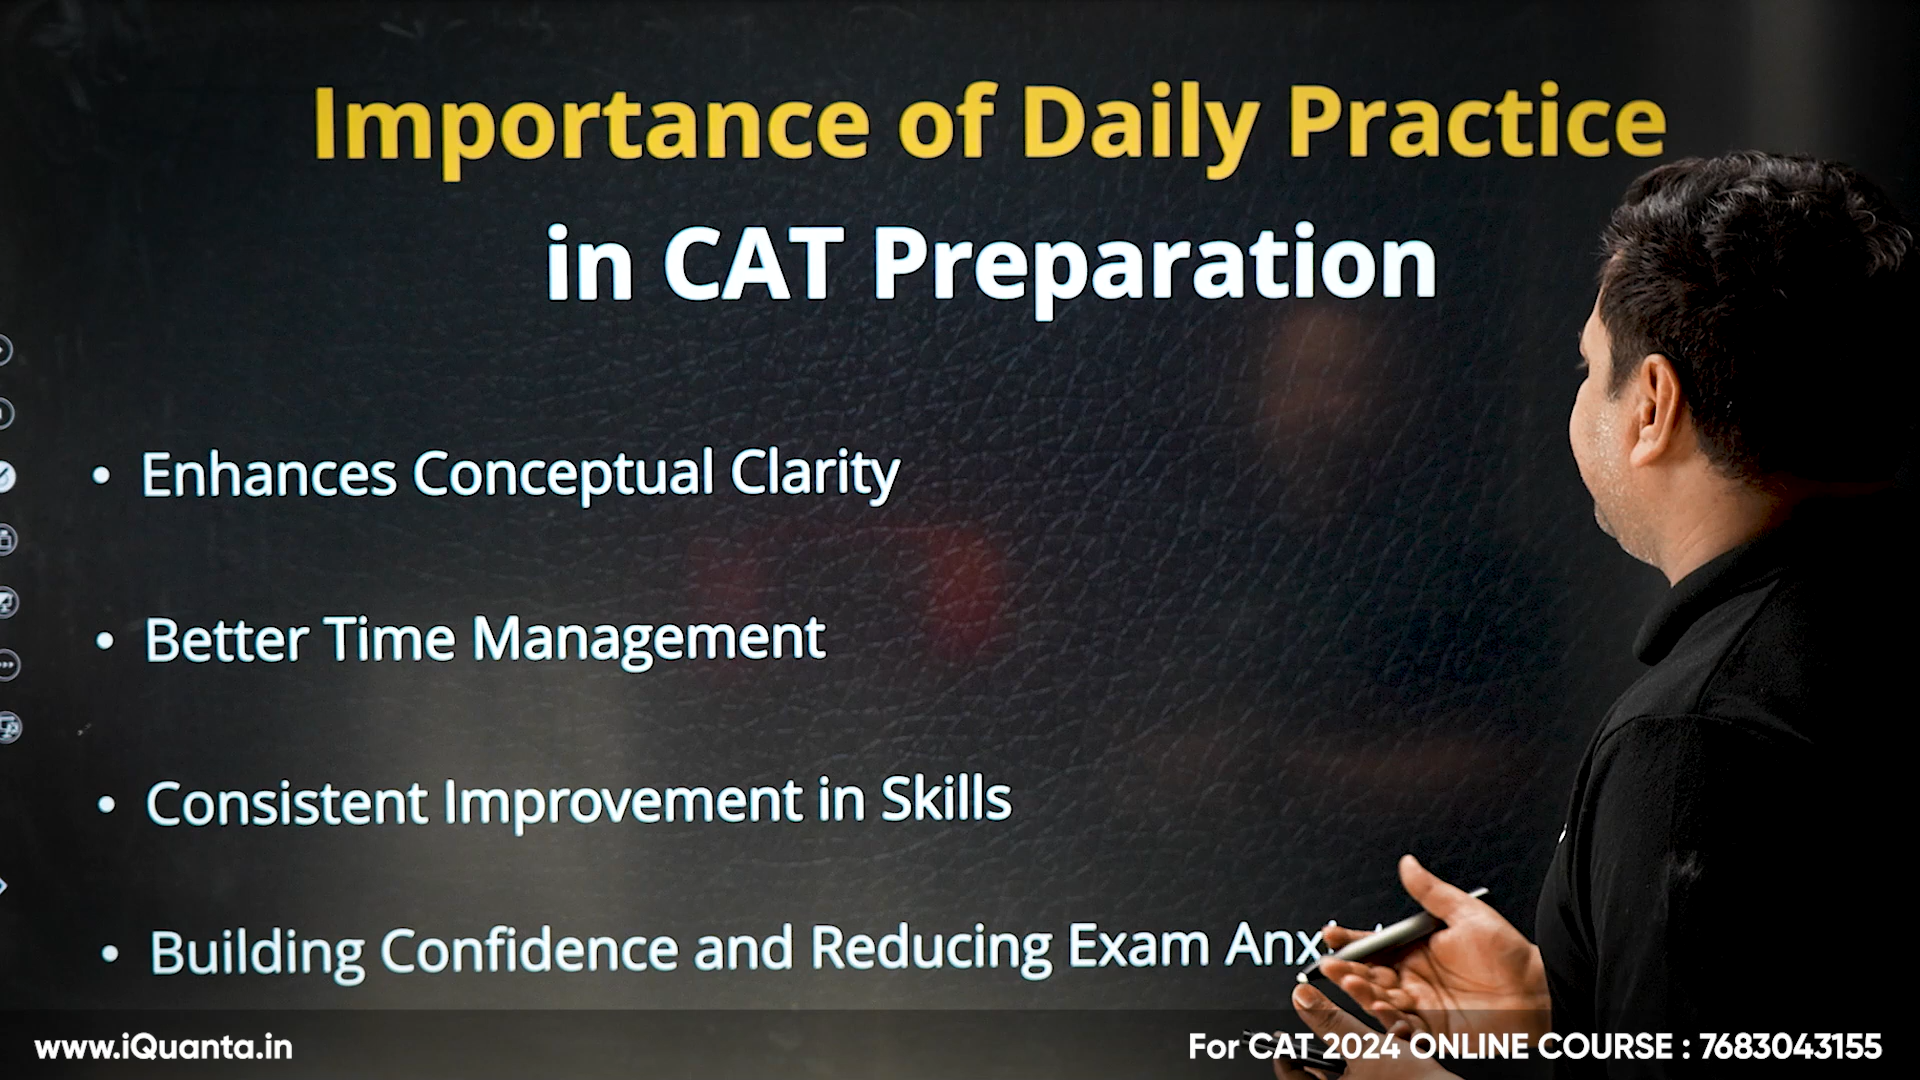 Importance of Daily Practice
in CAT Preparation
• Enhances Conceptual Clarity
• Better Time Management
• Consistent Improvement in Skills
• Building Confidence and Reducing Exam
www.iQuanta.in
For CAT 2024 ONLINE COURSE : 7683043155